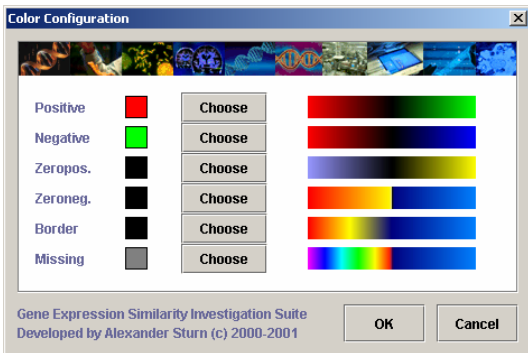 Color Configuration
Positive Choose
Negative Choose
Zeropos. Choose
Zeroneg. Choose
Border Choose
Missing Choose
Gene Expression Similarity Investigation Suite
Developed by Alexander Sturn (c) 2000-2001
OK Cancel